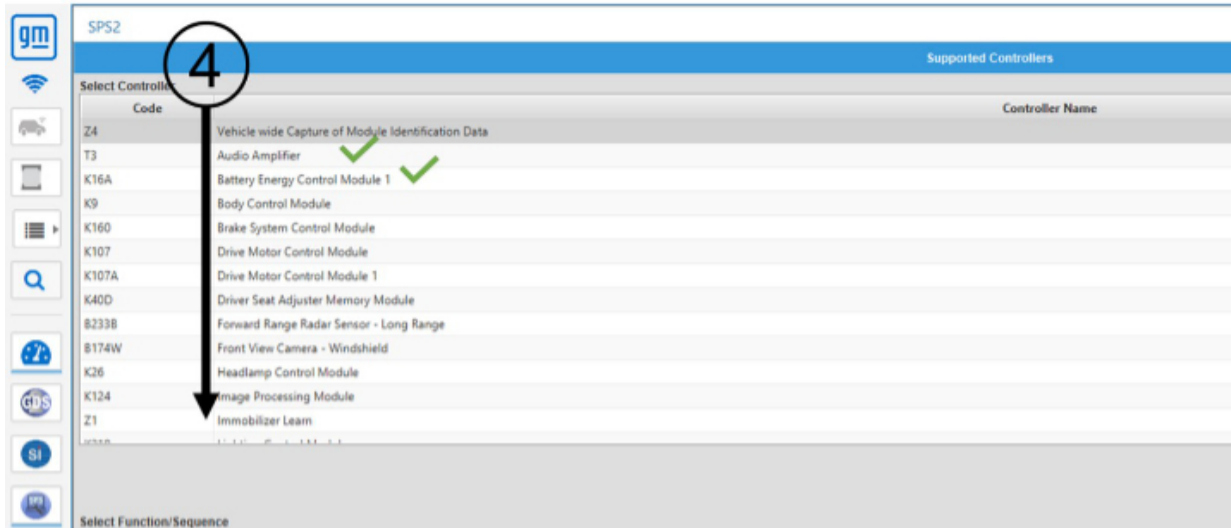 gm
SPS2
4
Supported Controllers
Select Controller
Code Controller Name
Z4 Vehicle wide Capture of Module Identification Data
T3 Audio Amplifier
K16A Battery Energy Control Module 1
K9 Body Control Module
K160 Brake System Control Module
K107 Drive Motor Control Module
K107A Drive Motor Control Module 1
K40D Driver Seat Adjuster Memory Module
B233B Forward Range Radar Sensor - Long Range
B174W Front View Camera - Windshield
K26 Headlamp Control Module
K124 Image Processing Module
Z1 Immobilizer Learn
GDS
SI
SPS
Select Function/Sequence